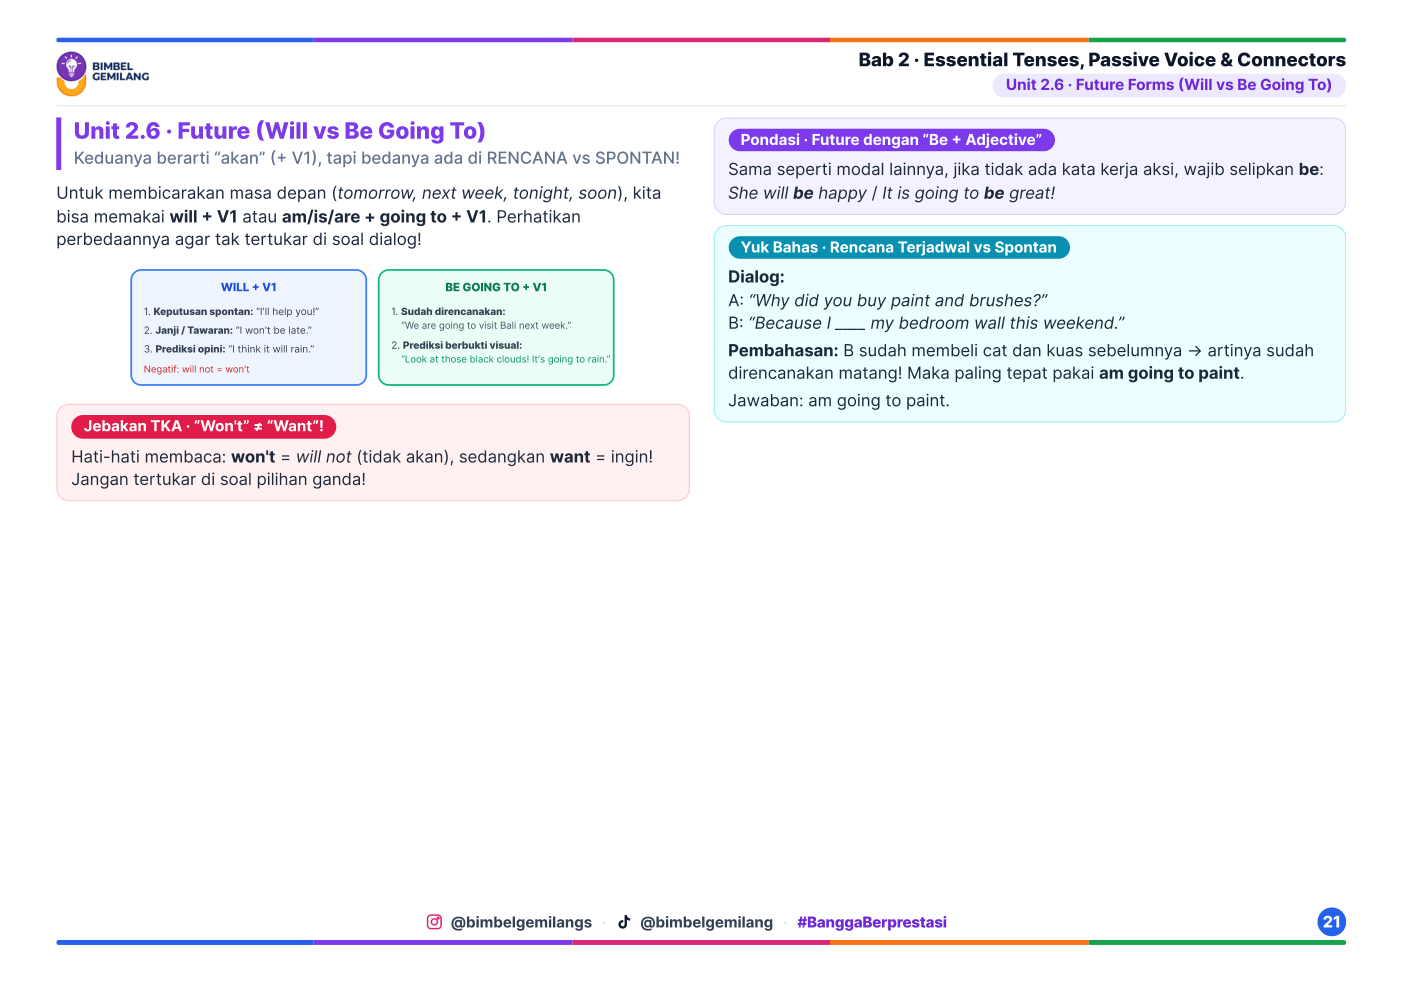 BIMBEL
GEMILANG
Bab 2 · Essential Tenses, Passive Voice & Connectors
Unit 2.6 · Future Forms (Will vs Be Going To)
Unit 2.6 · Future (Will vs Be Going To)
Keduanya berarti “akan” (+ V1), tapi bedanya ada di RENCANA vs SPONTAN!
Untuk membicarakan masa depan (tomorrow, next week, tonight, soon), kita
bisa memakai will + V1 atau am/is/are + going to + V1. Perhatikan
perbedaannya agar tak tertukar di soal dialog!
WILL + V1
1. Keputusan spontan: “I'll help you!”
2. Janji / Tawaran: “I won't be late.”
3. Prediksi opini: “I think it will rain.”
Negatif: will not = won't
BE GOING TO + V1
1. Sudah direncanakan:
“We are going to visit Bali next week.”
2. Prediksi berbukti visual:
“Look at those black clouds! It's going to rain.”
Jebakan TKA · “Won't” ≠ “Want”!
Hati-hati membaca: won't = will not (tidak akan), sedangkan want = ingin!
Jangan tertukar di soal pilihan ganda!
Pondasi · Future dengan “Be + Adjective”
Sama seperti modal lainnya, jika tidak ada kata kerja aksi, wajib selipkan be:
She will be happy / It is going to be great!
Yuk Bahas · Rencana Terjadwal vs Spontan
Dialog:
A: “Why did you buy paint and brushes?”
B: “Because I ____ my bedroom wall this weekend.”
Pembahasan: B sudah membeli cat dan kuas sebelumnya → artinya sudah
direncanakan matang! Maka paling tepat pakai am going to paint.
Jawaban: am going to paint.
@bimbelgemilangs · @bimbelgemilang · #BanggaBerprestasi
21